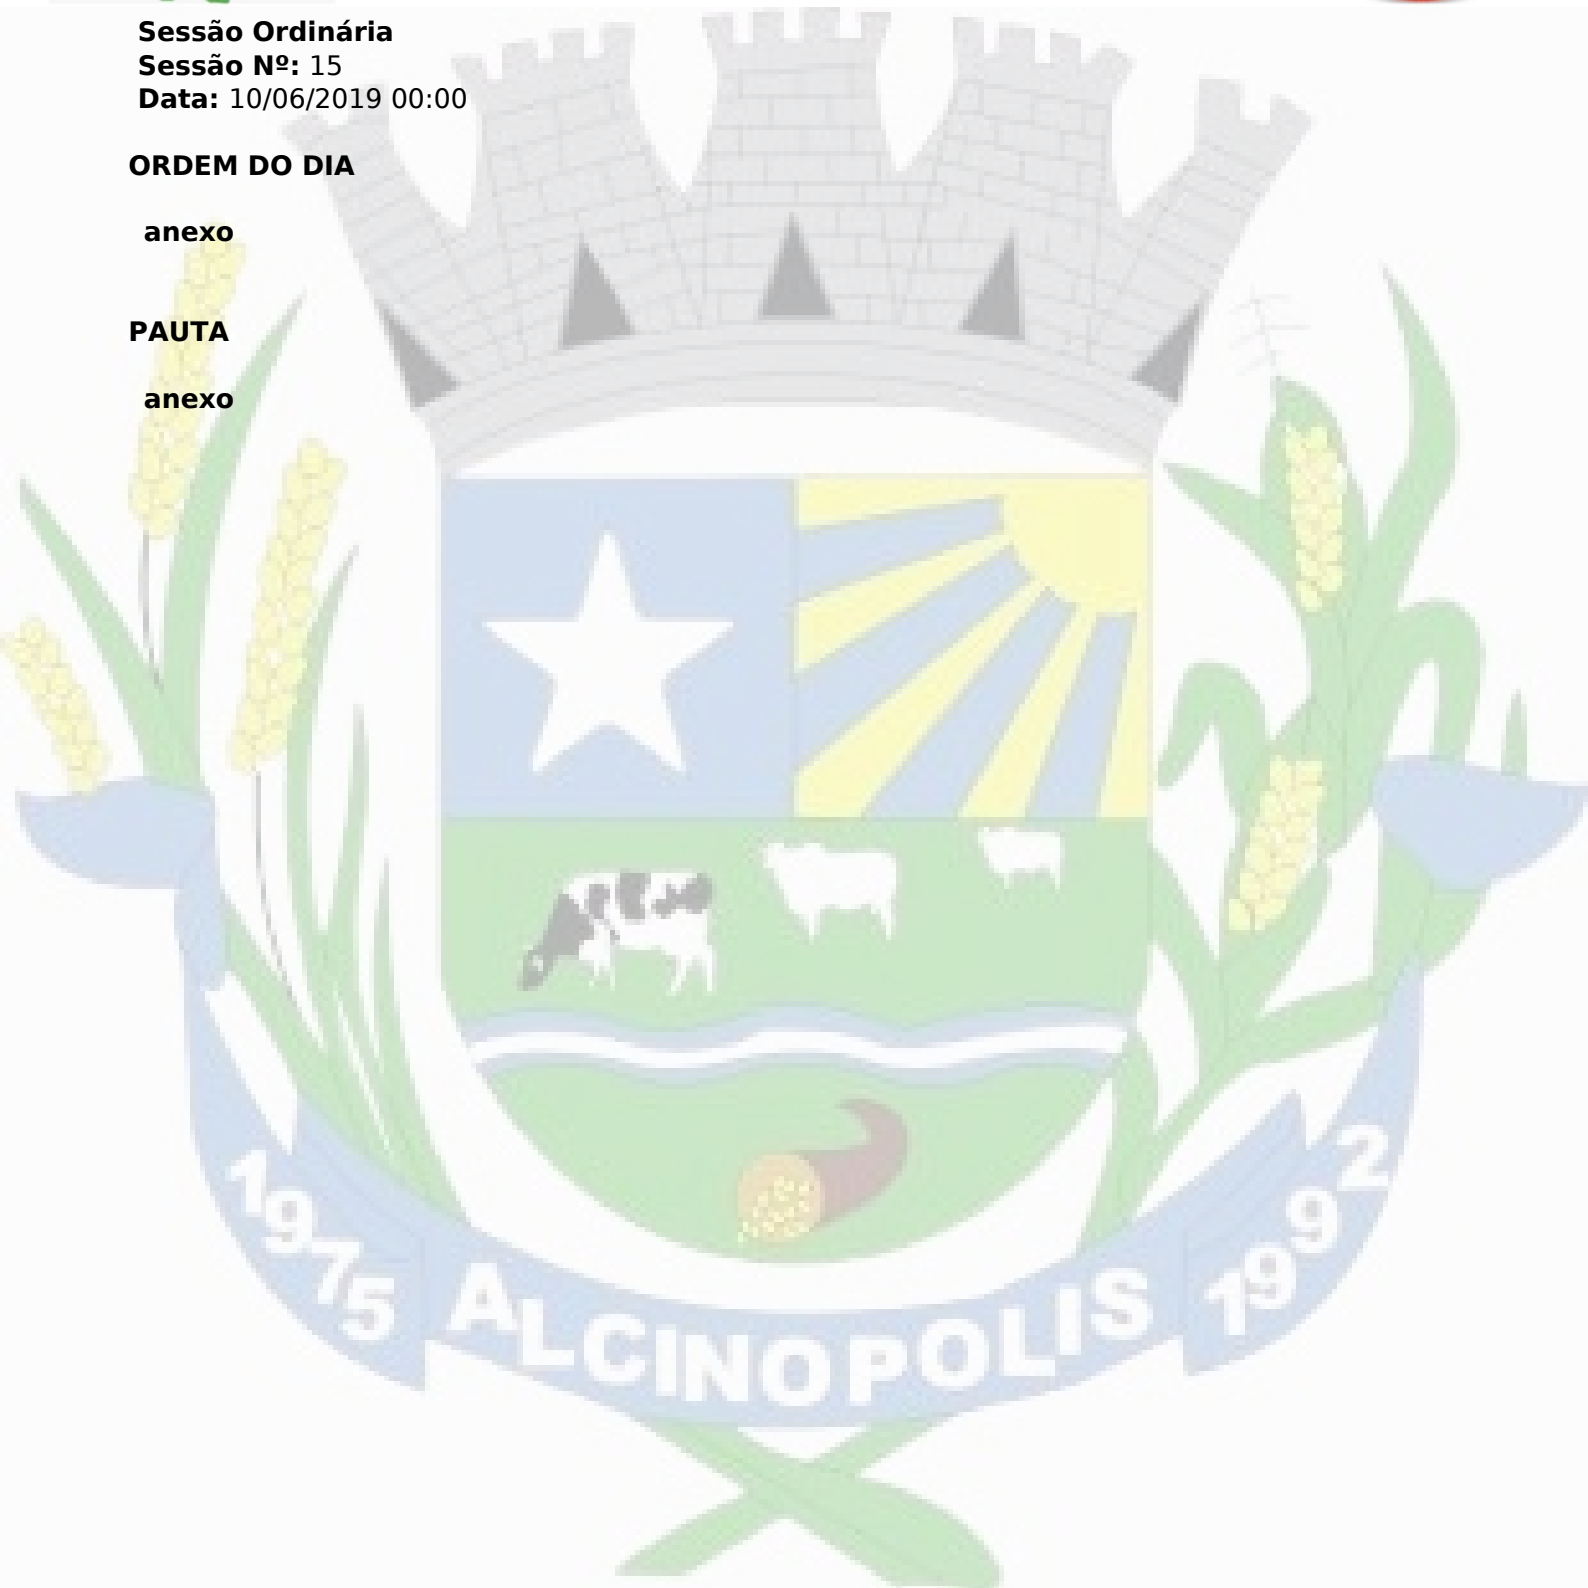 Sessão Ordinária
Sessão Nº: 15
Data: 10/06/2019 00:00
ORDEM DO DIA
anexo
PAUTA
anexo
1975 ALCINOPOLIS 1992